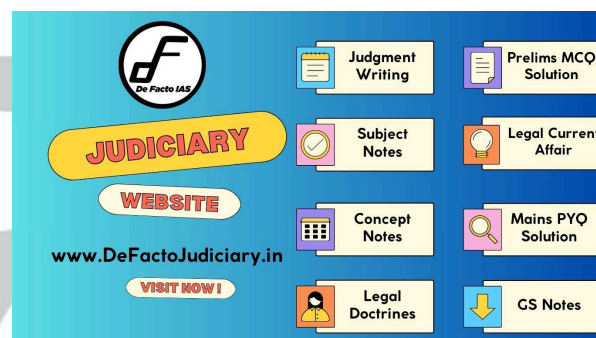 De Facto IAS
JUDICIARY
WEBSITE
www.DeFactoJudiciary.in
VISIT NOW!
Judgment
Writing
Prelims MCQ
Solution
Subject
Notes
Legal Current
Affair
Concept
Notes
Mains PYQ
Solution
Legal
Doctrines
GS Notes